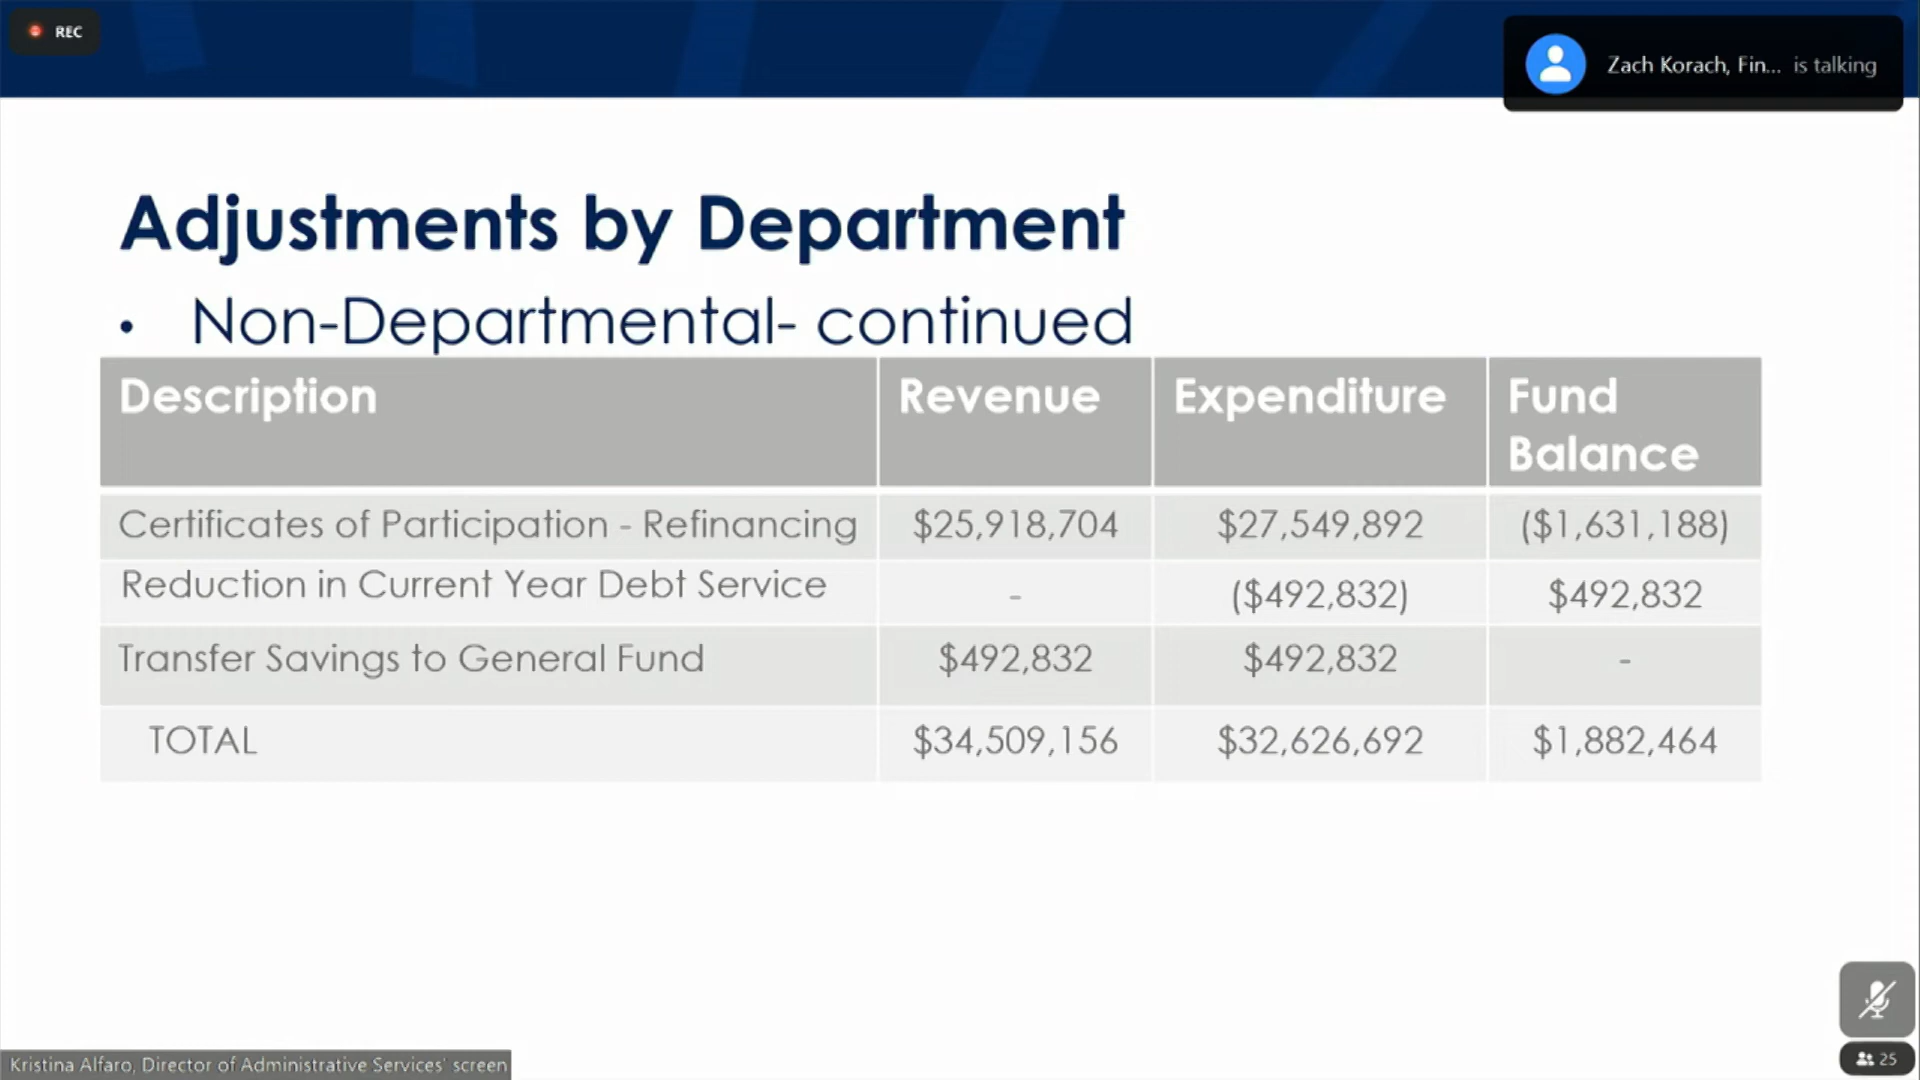 REC
Zach Korach, Fin... is talking
Adjustments by Department
• Non-Departmental- continued
Description Revenue Expenditure Fund Balance
Certificates of Participation - Refinancing $25,918,704 $27,549,892 ($1,631,188)
Reduction in Current Year Debt Service - ($492,832) $492,832
Transfer Savings to General Fund $492,832 $492,832 -
TOTAL $34,509,156 $32,626,692 $1,882,464
25
Kristina Alfaro, Director of Administrative Services' screen